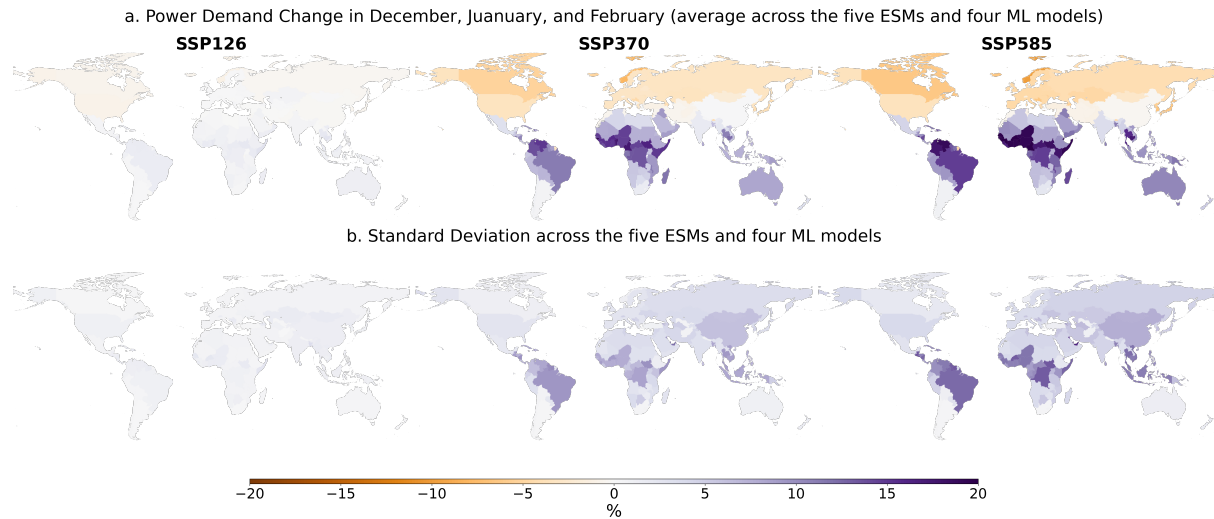 a. Power Demand Change in December, Juanuary, and February (average across the five ESMs and four ML models)
SSP126 SSP370 SSP585
b. Standard Deviation across the five ESMs and four ML models
−20 −15 −10 −5 0 5 10 15 20
%